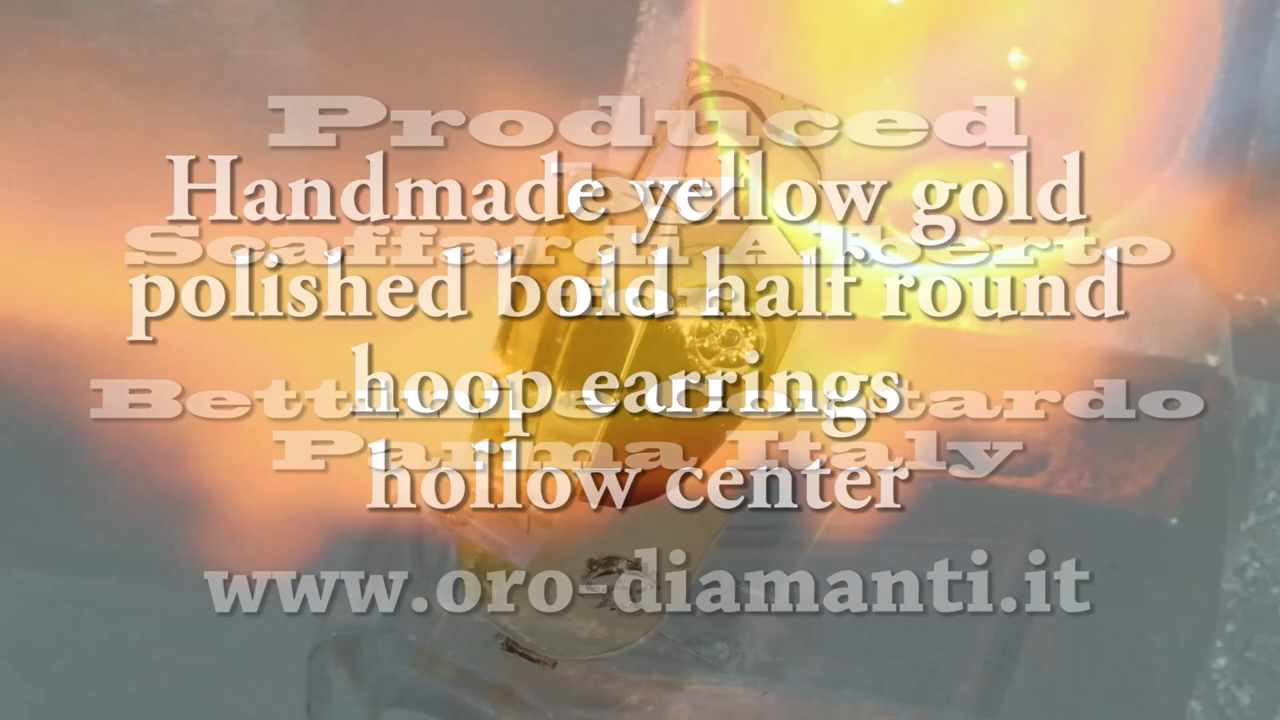 Produced
Handmade yellow gold
by
Scaffardi Alberto
polished bold half round
hoop earrings
Parma Italy
hollow center
www.oro-diamanti.it